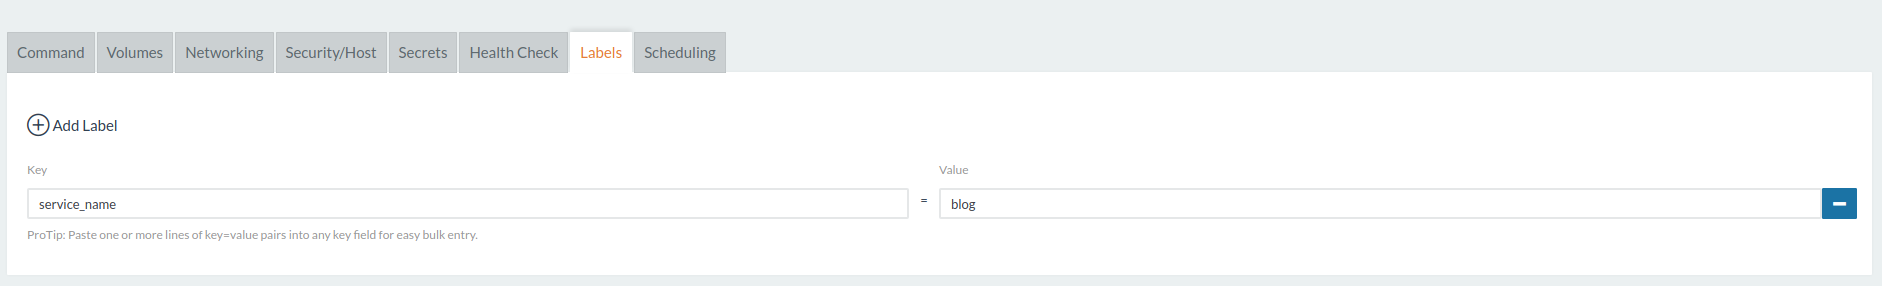 Command Volumes Networking Security/Host Secrets Health Check Labels Scheduling
Add Label
Key Value
service_name = blog
ProTip: Paste one or more lines of key=value pairs into any key field for easy bulk entry.